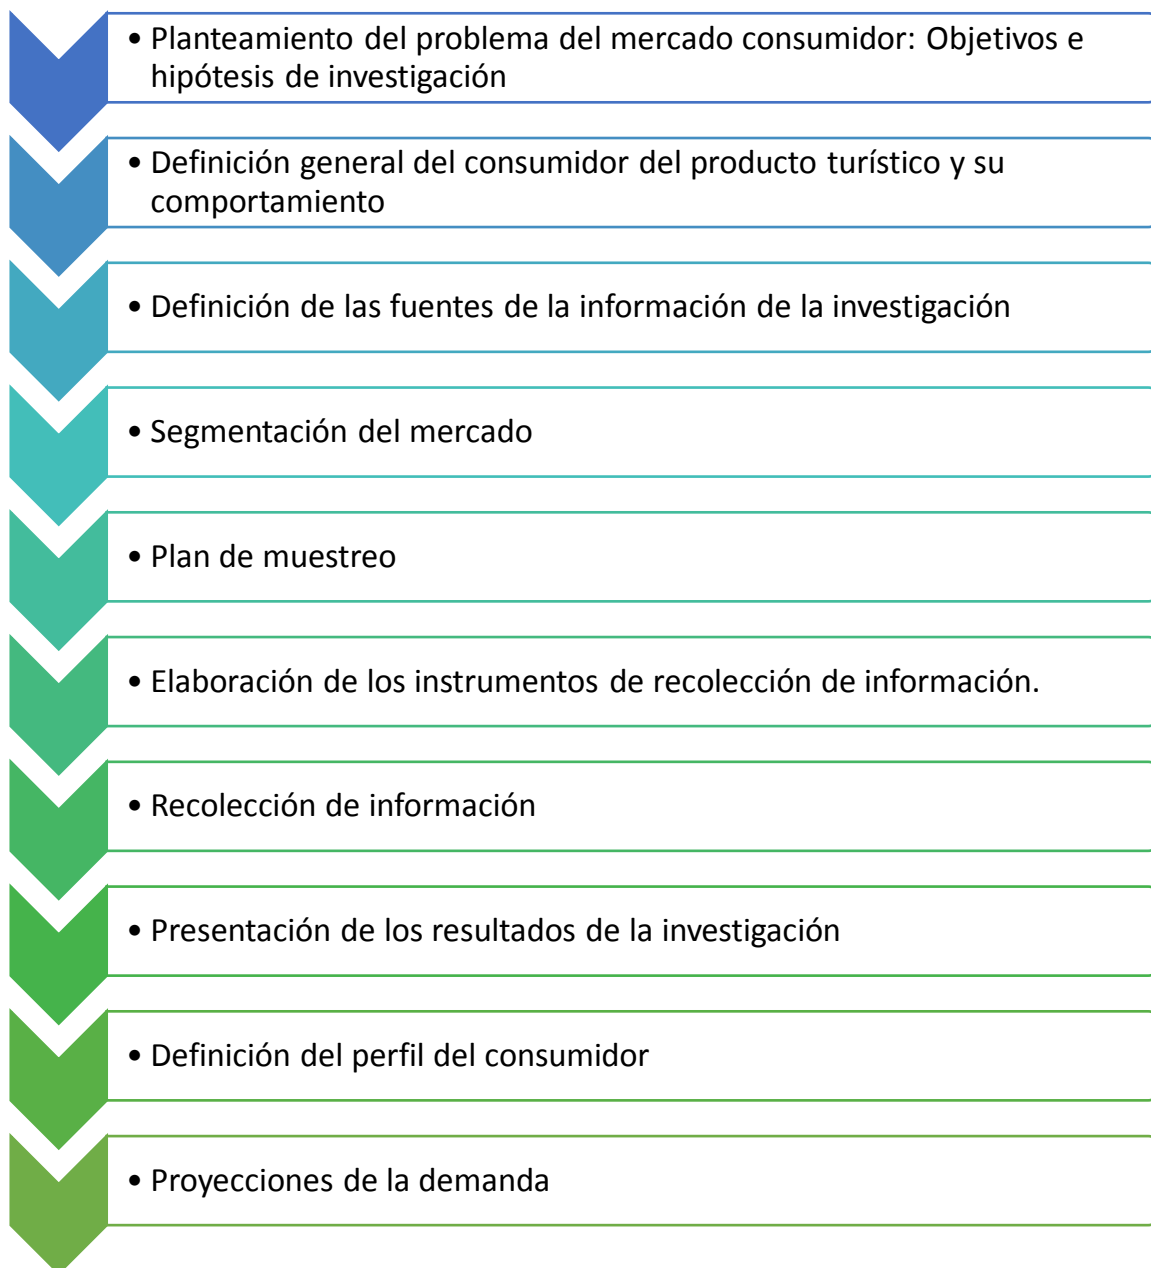 • Planteamiento del problema del mercado consumidor: Objetivos e
hipótesis de investigación
• Definición general del consumidor del producto turístico y su
comportamiento
• Definición de las fuentes de la información de la investigación
• Segmentación del mercado
• Plan de muestreo
• Elaboración de los instrumentos de recolección de información.
• Recolección de información
• Presentación de los resultados de la investigación
• Definición del perfil del consumidor
• Proyecciones de la demanda